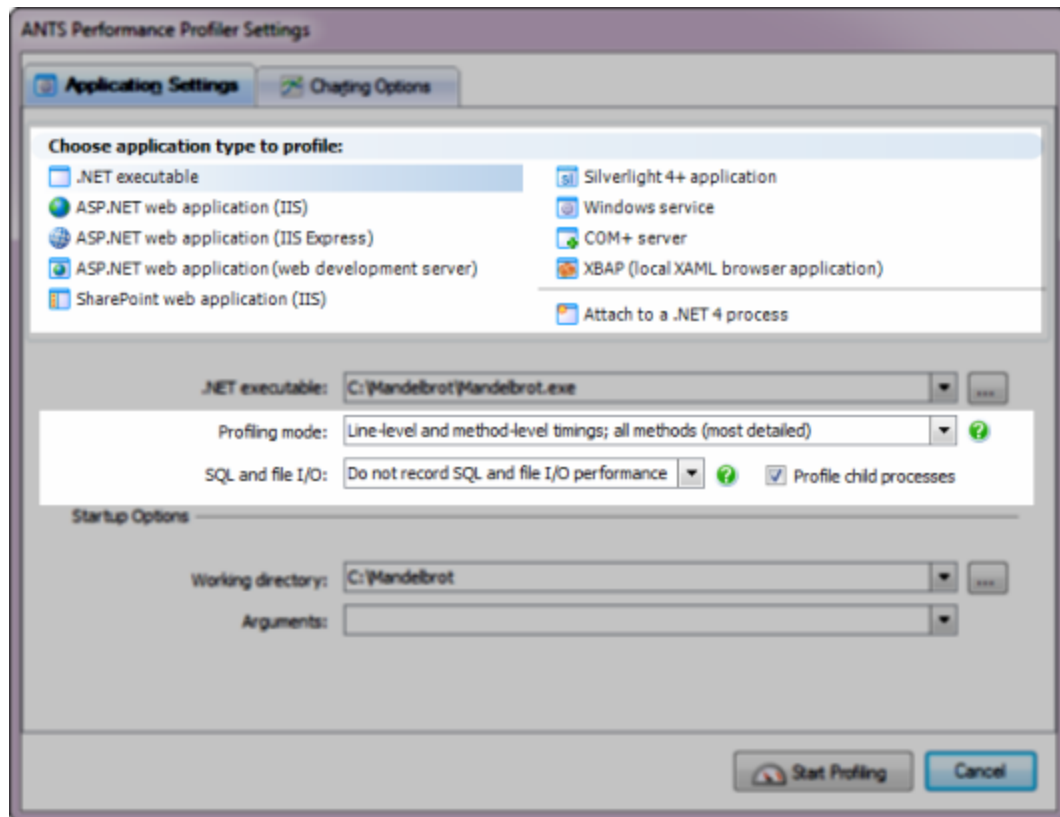 ANTS Performance Profiler Settings
Application Settings
Charting Options
Choose application type to profile:
.NET executable
ASP.NET web application (IIS)
ASP.NET web application (IIS Express)
ASP.NET web application (web development server)
SharePoint web application (IIS)
Silverlight 4+ application
Windows service
COM+ server
XBAP (local XAML browser application)
Attach to a .NET 4 process
.NET executable: C:\Mandelbrot\Mandelbrot.exe ...
Profiling mode: Line-level and method-level timings; all methods (most detailed) ?
SQL and file I/O: Do not record SQL and file I/O performance ? Profile child processes
Startup Options
Working directory: C:\Mandelbrot ...
Arguments:
Start Profiling
Cancel